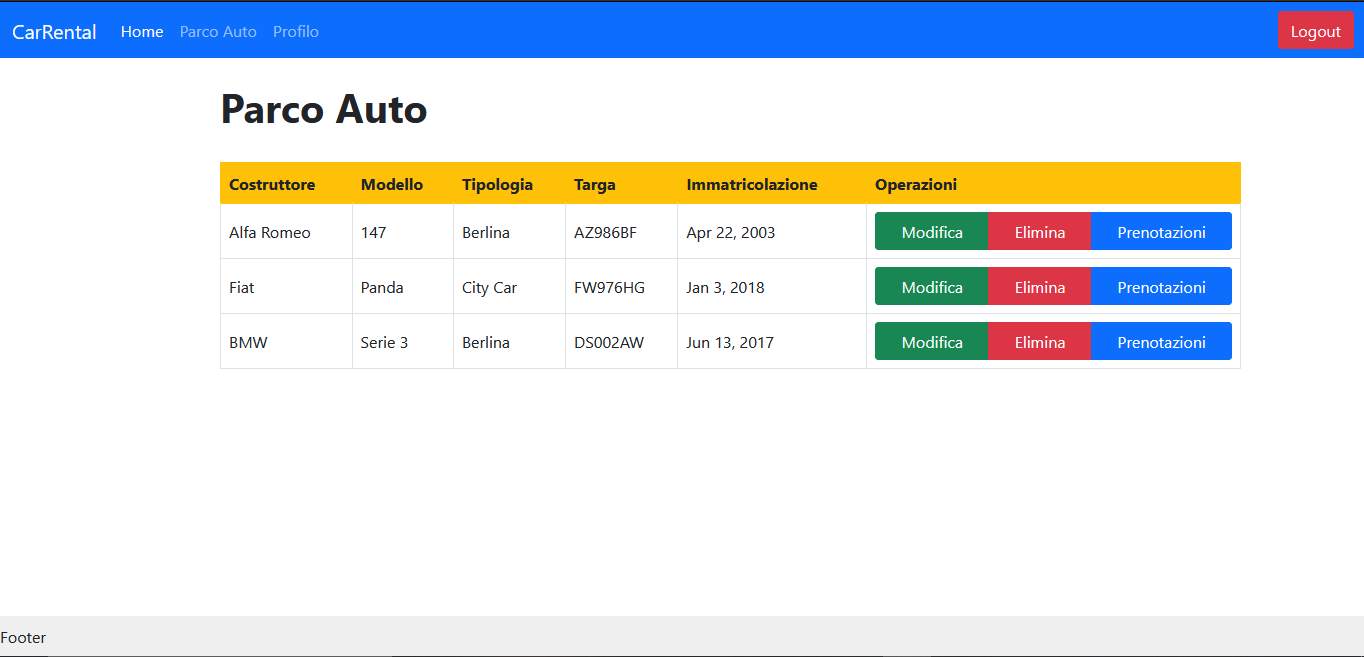 CarRental Home Parco Auto Profilo Logout
Parco Auto
Costruttore Modello Tipologia Targa Immatricolazione Operazioni
Alfa Romeo 147 Berlina AZ986BF Apr 22, 2003 Modifica Elimina Prenotazioni
Fiat Panda City Car FW976HG Jan 3, 2018 Modifica Elimina Prenotazioni
BMW Serie 3 Berlina DS002AW Jun 13, 2017 Modifica Elimina Prenotazioni
Footer